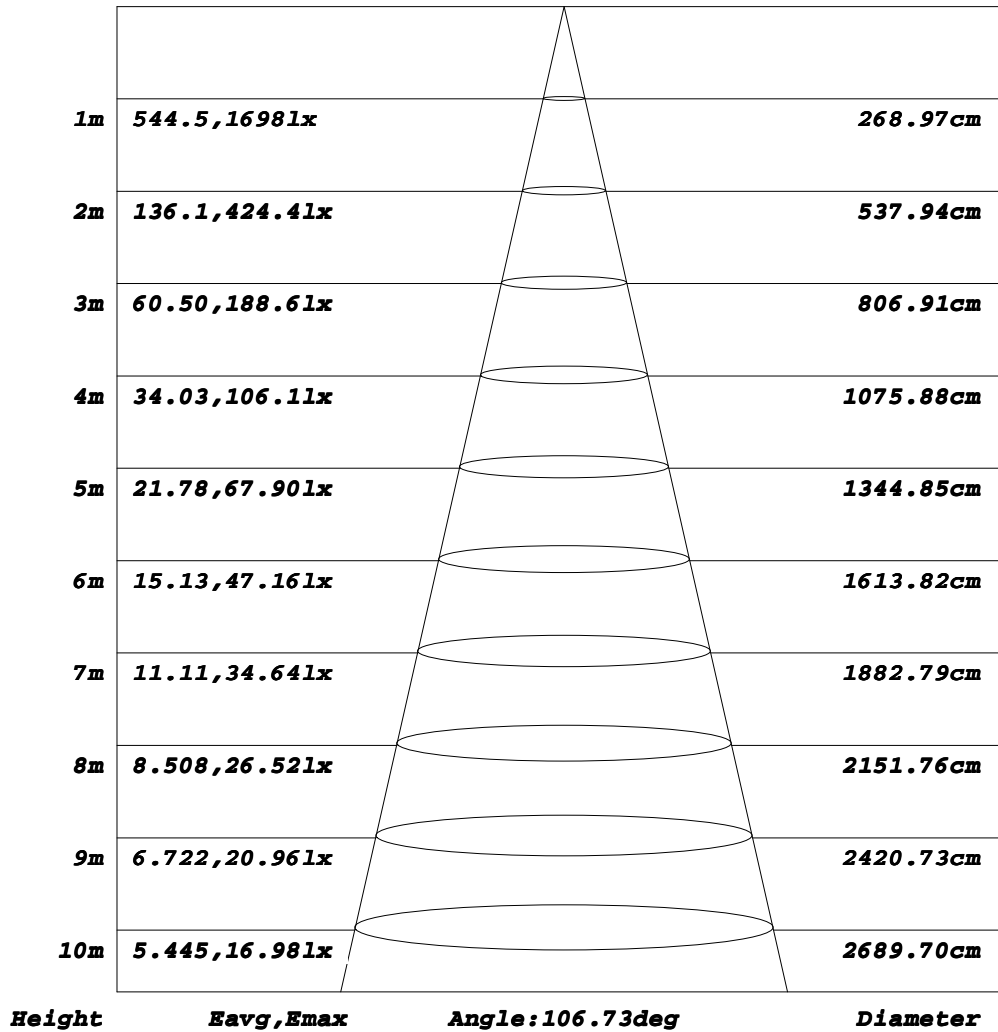 1m 544.5,1698lx 268.97cm
2m 136.1,424.4lx 537.94cm
3m 60.50,188.6lx 806.91cm
4m 34.03,106.1lx 1075.88cm
5m 21.78,67.90lx 1344.85cm
6m 15.13,47.16lx 1613.82cm
7m 11.11,34.64lx 1882.79cm
8m 8.508,26.52lx 2151.76cm
9m 6.722,20.96lx 2420.73cm
10m 5.445,16.98lx 2689.70cm
Height Eavg,Emax Angle:106.73deg Diameter